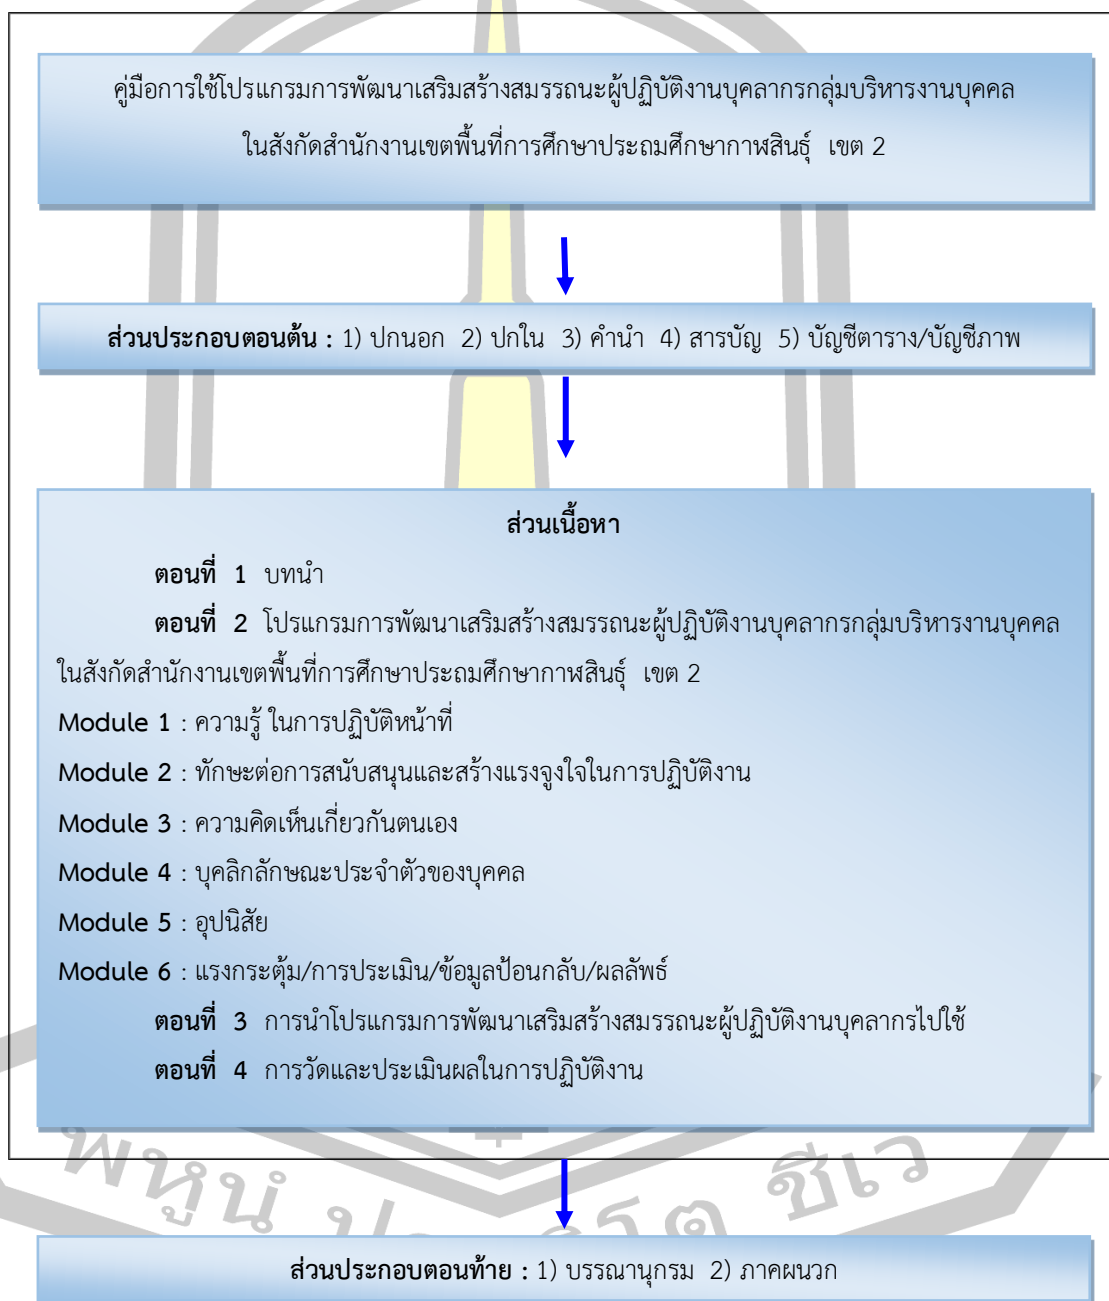 คู่มือการใช้โปรแกรมการพัฒนาเสริมสร้างสมรรถนะผู้ปฏิบัติงานบุคลากรกลุ่มบริหารงานบุคคล
ในสังกัดสำนักงานเขตพื้นที่การศึกษาประถมศึกษากาฬสินธุ์ เขต 2
ส่วนประกอบตอนต้น : 1) ปกนอก 2) ปกใน 3) คำนำ 4) สารบัญ 5) บัญชีตาราง/บัญชีภาพ
ส่วนเนื้อหา
ตอนที่ 1 บทนำ
ตอนที่ 2 โปรแกรมการพัฒนาเสริมสร้างสมรรถนะผู้ปฏิบัติงานบุคลากรกลุ่มบริหารงานบุคคล
ในสังกัดสำนักงานเขตพื้นที่การศึกษาประถมศึกษากาฬสินธุ์ เขต 2
Module 1 : ความรู้ ในการปฏิบัติหน้าที่
Module 2 : ทักษะต่อการสนับสนุนและสร้างแรงจูงใจในการปฏิบัติงาน
Module 3 : ความคิดเห็นเกี่ยวกันตนเอง
Module 4 : บุคลิกลักษณะประจำตัวของบุคคล
Module 5 : อุปนิสัย
Module 6 : แรงกระตุ้ม/การประเมิน/ข้อมูลป้อนกลับ/ผลลัพธ์
ตอนที่ 3 การนำโปรแกรมการพัฒนาเสริมสร้างสมรรถนะผู้ปฏิบัติงานบุคลากรไปใช้
ตอนที่ 4 การวัดและประเมินผลในการปฏิบัติงาน
พหูนํ ชีเว
ส่วนประกอบตอนท้าย : 1) บรรณานุกรม 2) ภาคผนวก